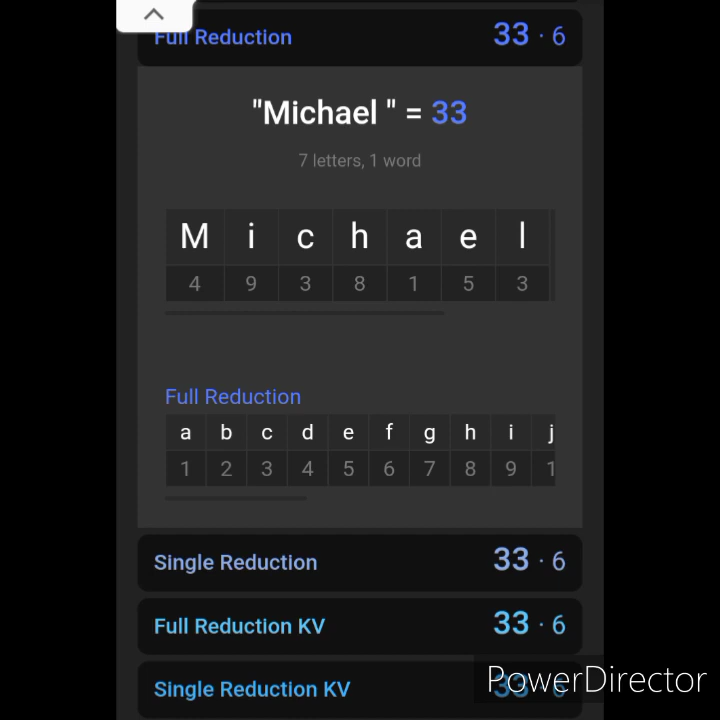 Full Reduction 33 · 6
"Michael " = 33
7 letters, 1 word
M i c h a e l
4 9 3 8 1 5 3
Full Reduction
a b c d e f g h i j
1 2 3 4 5 6 7 8 9 1
Single Reduction 33 · 6
Full Reduction KV 33 · 6
Single Reduction KV 33 · 6
PowerDirector